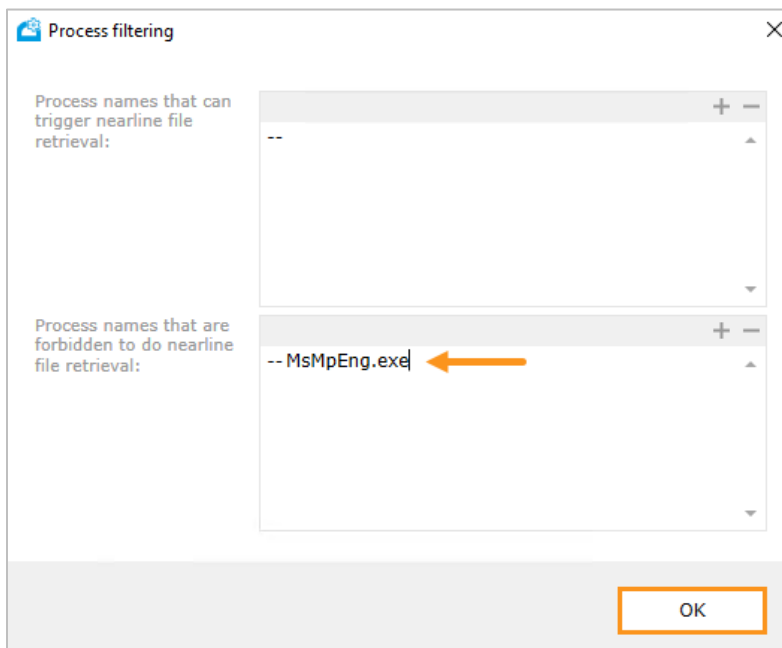 Process filtering
Process names that can
trigger nearline file
retrieval:
--
Process names that are
forbidden to do nearline
file retrieval:
-- MsMpEng.exe
OK